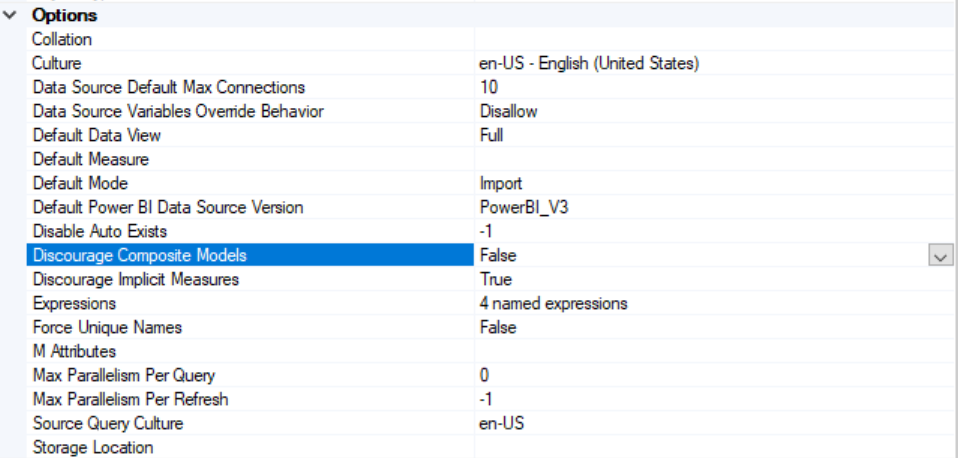 Options
Collation
Culture en-US - English (United States)
Data Source Default Max Connections 10
Data Source Variables Override Behavior Disallow
Default Data View Full
Default Measure
Default Mode Import
Default Power BI Data Source Version PowerBI_V3
Disable Auto Exists -1
Discourage Composite Models False
Discourage Implicit Measures True
Expressions 4 named expressions
Force Unique Names False
M Attributes
Max Parallelism Per Query 0
Max Parallelism Per Refresh -1
Source Query Culture en-US
Storage Location